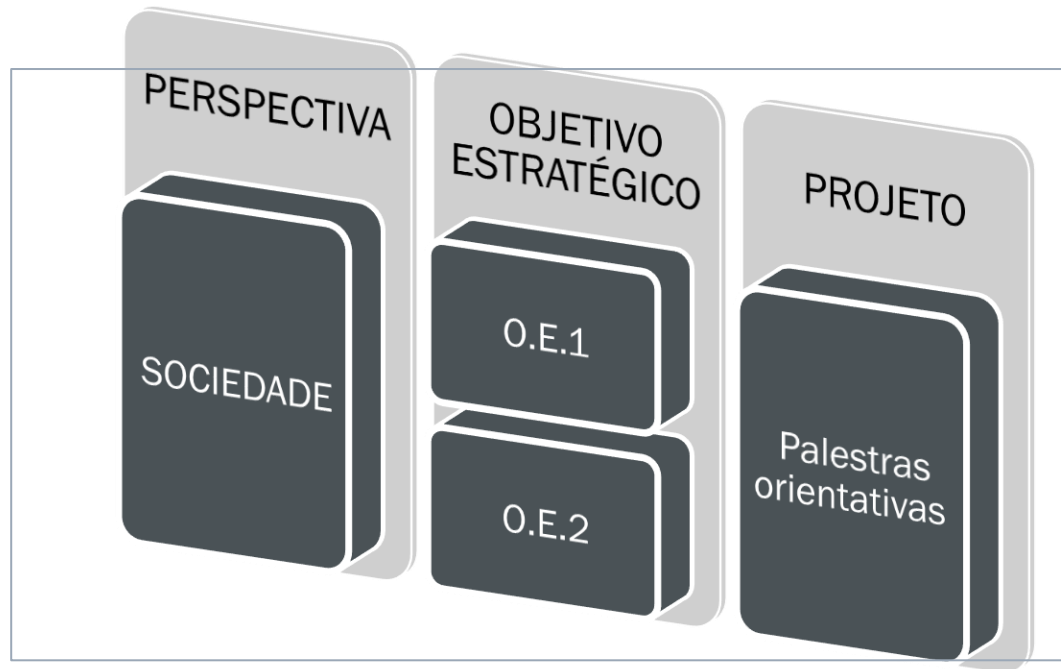 PERSPECTIVA
SOCIEDADE
OBJETIVO
ESTRATÉGICO
O.E.1
O.E.2
PROJETO
Palestras
orientativas